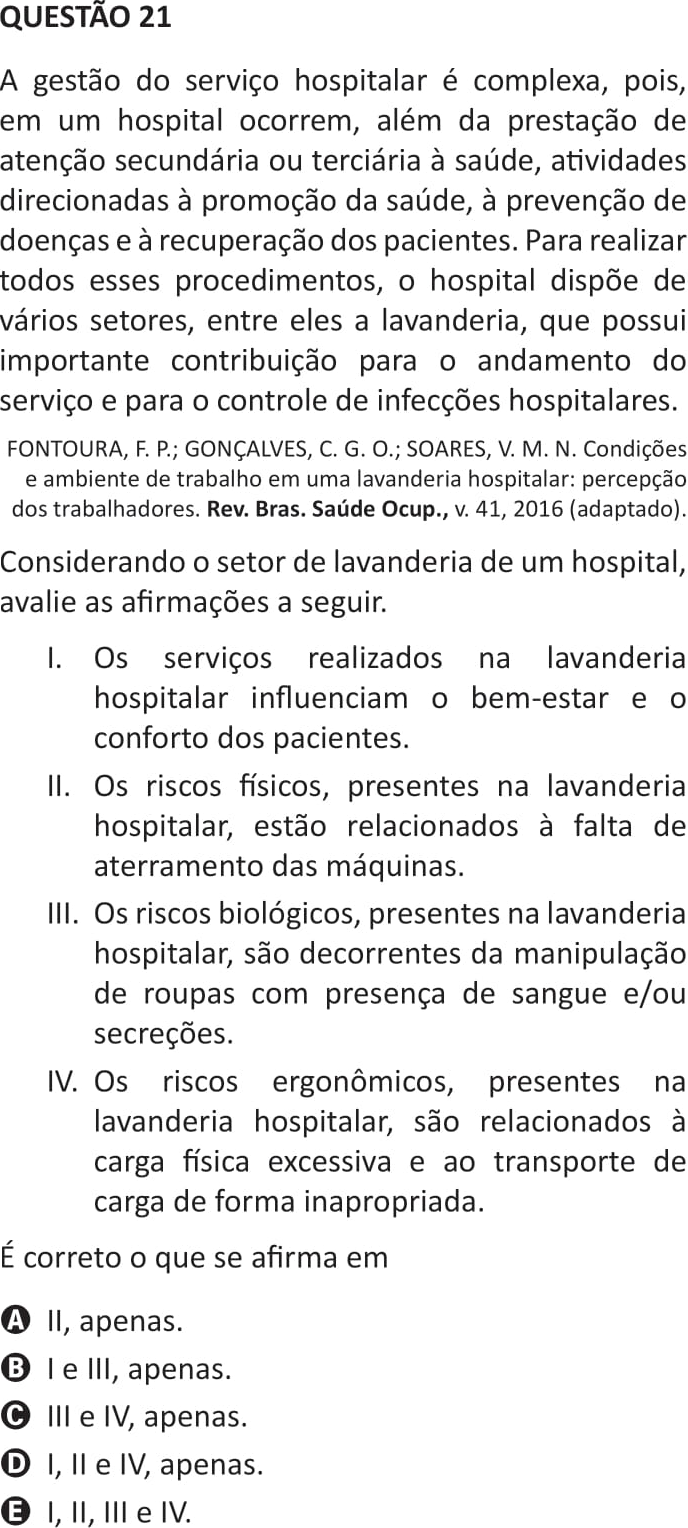 QUESTÃO 21
A gestão do serviço hospitalar é complexa, pois,
em um hospital ocorrem, além da prestação de
atenção secundária ou terciária à saúde, atividades
direcionadas à promoção da saúde, à prevenção de
doenças e à recuperação dos pacientes. Para realizar
todos esses procedimentos, o hospital dispõe de
vários setores, entre eles a lavanderia, que possui
importante contribuição para o andamento do
serviço e para o controle de infecções hospitalares.
FONTOURA, F. P.; GONÇALVES, C. G. O.; SOARES, V. M. N. Condições
e ambiente de trabalho em uma lavanderia hospitalar: percepção
dos trabalhadores. Rev. Bras. Saúde Ocup., v. 41, 2016 (adaptado).
Considerando o setor de lavanderia de um hospital,
avalie as afirmações a seguir.
I. Os serviços realizados na lavanderia
hospitalar influenciam o bem-estar e o
conforto dos pacientes.
II. Os riscos físicos, presentes na lavanderia
hospitalar, estão relacionados à falta de
aterramento das máquinas.
III. Os riscos biológicos, presentes na lavanderia
hospitalar, são decorrentes da manipulação
de roupas com presença de sangue e/ou
secreções.
IV. Os riscos ergonômicos, presentes na
lavanderia hospitalar, são relacionados à
carga física excessiva e ao transporte de
carga de forma inapropriada.
É correto o que se afirma em
A II, apenas.
B I e III, apenas.
C III e IV, apenas.
D I, II e IV, apenas.
E I, II, III e IV.